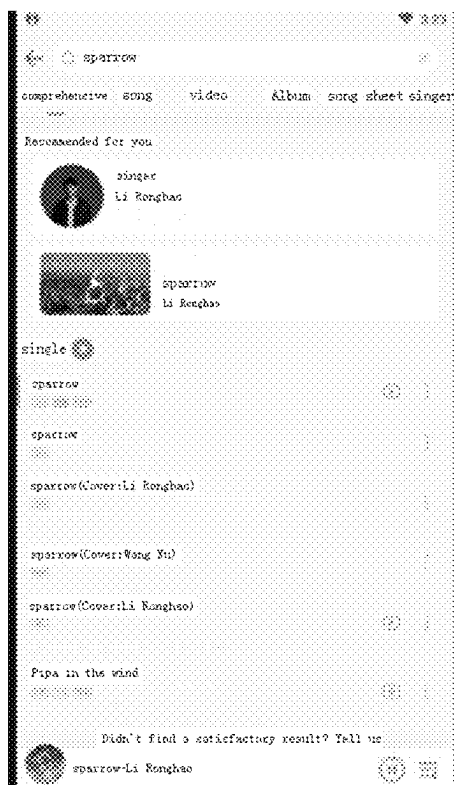 sparrow
comprehencive song video Album song sheet singer
Recommended for you
singer
Li Ronghao
sparrow
Li Ronghao
single
sparrow
sparrow
sparrow(Cover:Li Ronghao)
sparrow(Cover:Wang Xu)
sparrow(Cover:Li Ronghao)
Pipa in the wind
Didn't find a satisfactory result? Tell us
sparrow-Li Ronghao